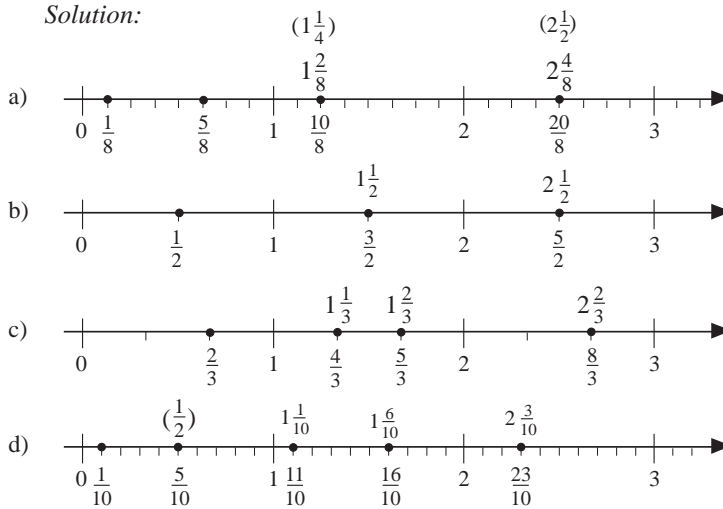 Solution:
(1 1/4) (2 1/2)
1 2/8 2 4/8
a)
0 1/8 5/8 1 10/8 2 20/8 3
1 1/2 2 1/2
b)
0 1/2 1 3/2 2 5/2 3
1 1/3 1 2/3 2 2/3
c)
0 2/3 1 4/3 5/3 2 8/3 3
(1/2) 1 1/10 1 6/10 2 3/10
d)
0 1/10 5/10 1 11/10 16/10 2 23/10 3